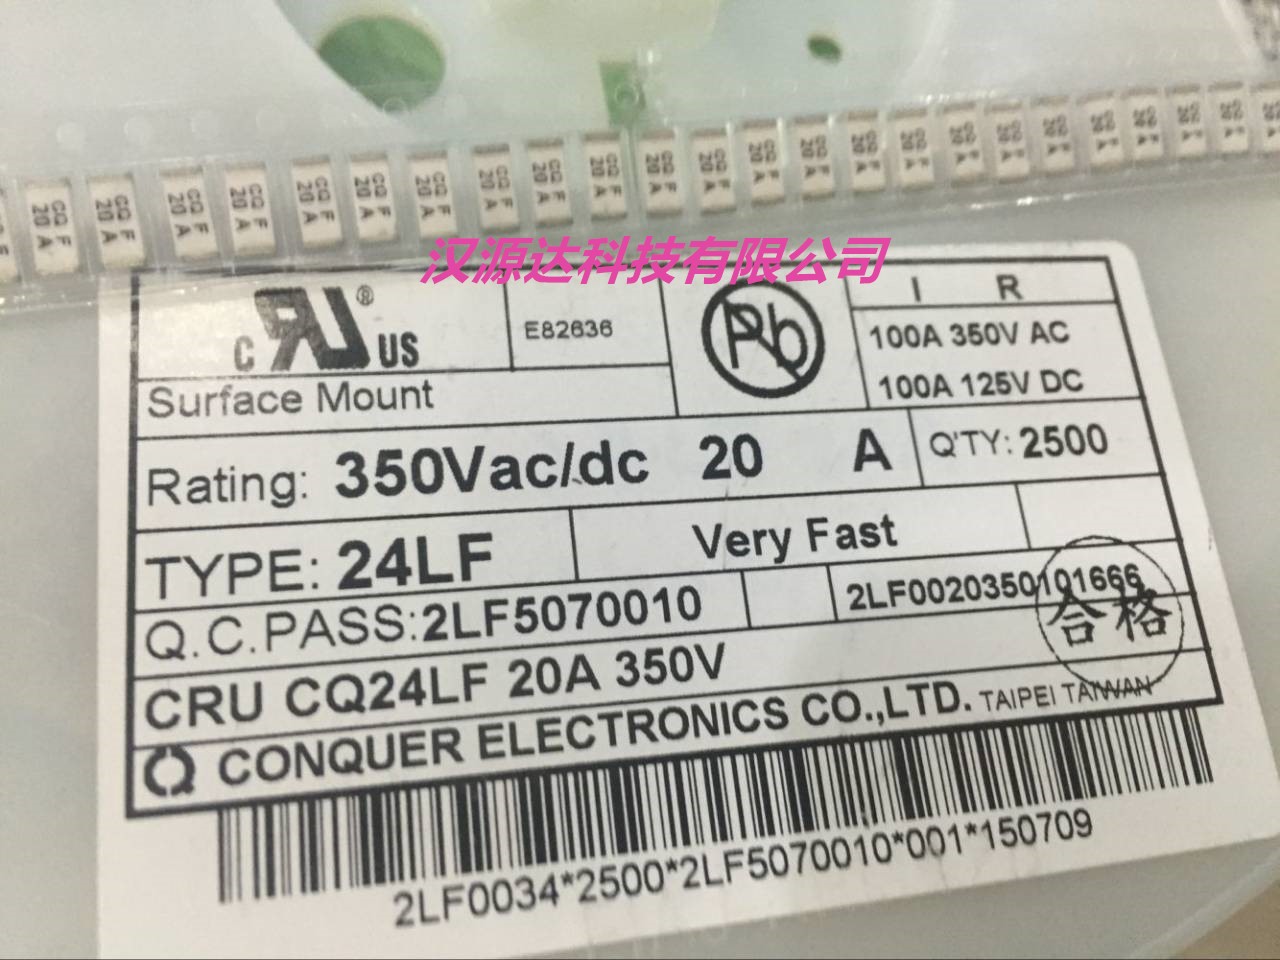 CQ F
20 A
汉源达科技有限公司
c RU ® US
E82636
Pb
I R
100A 350V AC
100A 125V DC
Surface Mount
Rating: 350Vac/dc 20 A
Q'TY: 2500
TYPE: 24LF
Very Fast
Q.C.PASS:2LF5070010
2LF0020350101666
合格
CRU CQ24LF 20A 350V
CONQUER ELECTRONICS CO.,LTD. TAIPEI TAIWAN
2LF0034*2500*2LF5070010*001*150709